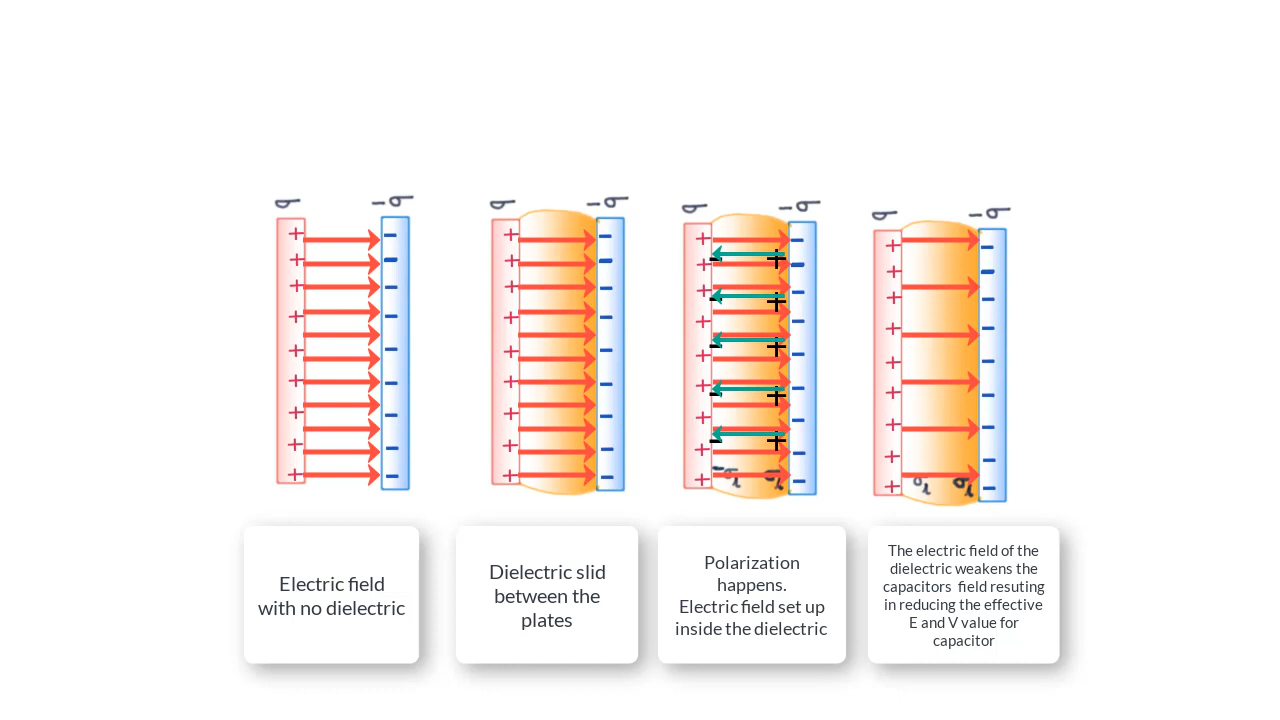 q -q
q -q
q -q
q -q
Electric field
with no dielectric
Dielectric slid
between the
plates
Polarization
happens.
Electric field set up
inside the dielectric
The electric field of the
dielectric weakens the
capacitors field resuting
in reducing the effective
E and V value for
capacitor